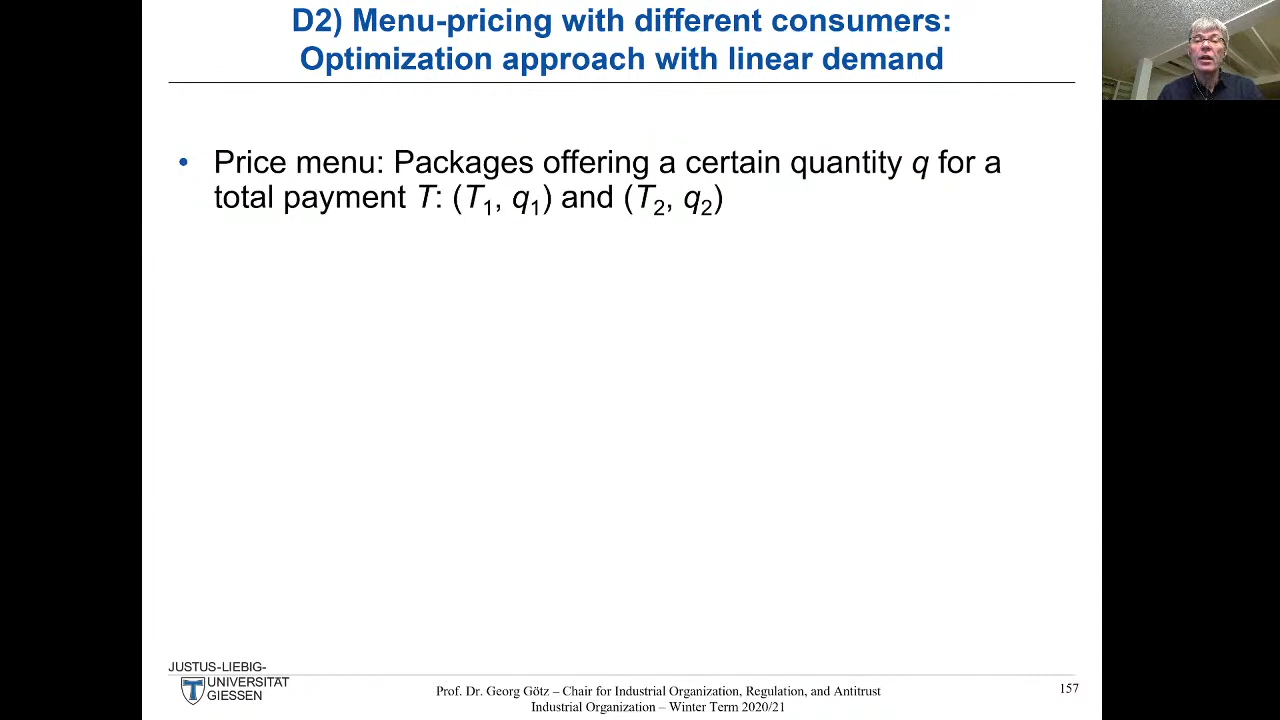 D2) Menu-pricing with different consumers:
Optimization approach with linear demand
• Price menu: Packages offering a certain quantity q for a
total payment T: (T1, q1) and (T2, q2)
JUSTUS-LIEBIG-
UNIVERSITÄT
GIESSEN
Prof. Dr. Georg Götz – Chair for Industrial Organization, Regulation, and Antitrust
Industrial Organization – Winter Term 2020/21
157